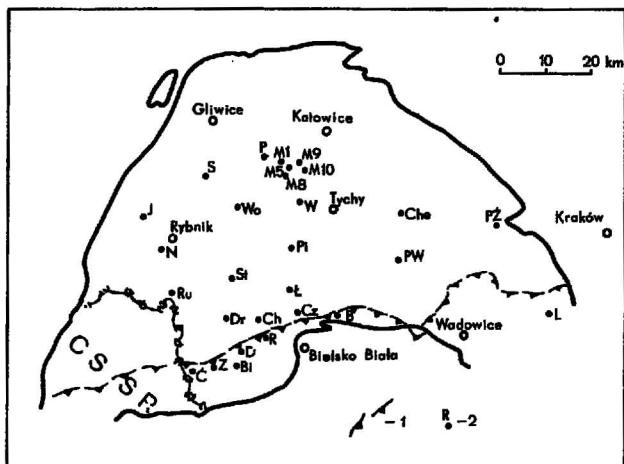 0 10 20 km
Gliwice
Katowice
P
M1
M9
M5
M10
M8
S
W
Tychy
Wo
Che
PŻ
Kraków
J
Rybnik
N
Pi
PW
St
Ru
Ł
Dr
Ch
Cz
B
L
Wadowice
R
D
Bielsko Biała
CSSR
Ć
Z
Bi
- 1
R
- 2